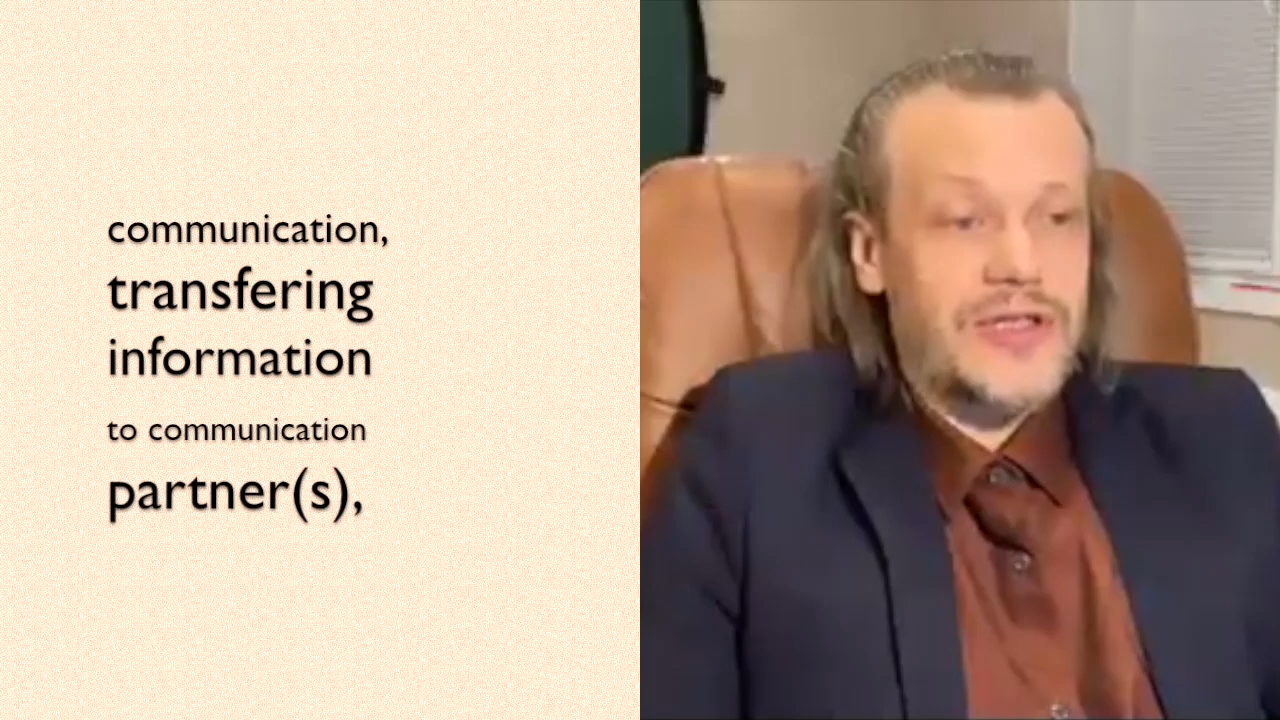 communication,
transfering
information
to communication
partner(s),